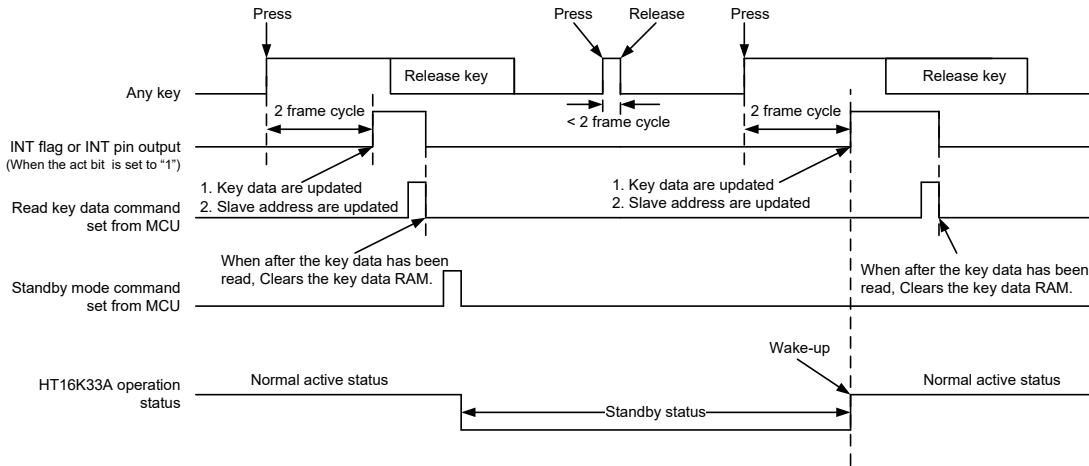 Press
Press
Release
Press
Any key
Release key
Release key
2 frame cycle
< 2 frame cycle
2 frame cycle
INT flag or INT pin output
(When the act bit is set to “1”)
1. Key data are updated
2. Slave address are updated
1. Key data are updated
2. Slave address are updated
Read key data command
set from MCU
When after the key data has been
read, Clears the key data RAM.
When after the key data has been
read, Clears the key data RAM.
Standby mode command
set from MCU
Wake-up
HT16K33A operation
status
Normal active status
Standby status
Normal active status